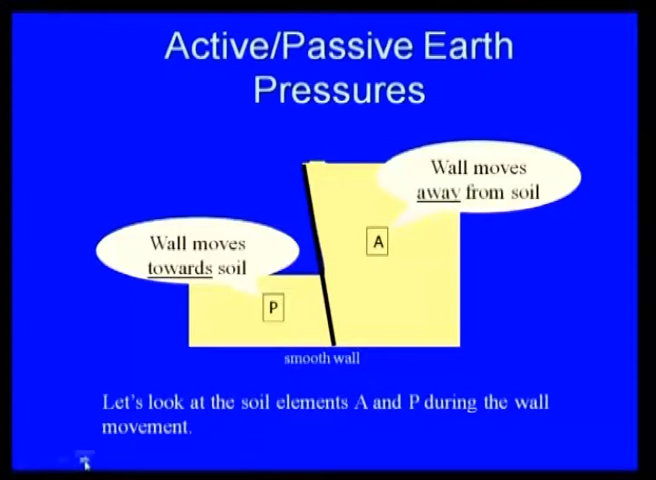 Active/Passive Earth
Pressures
Wall moves
away from soil
A
Wall moves
towards soil
P
smooth wall
Let's look at the soil elements A and P during the wall
movement.